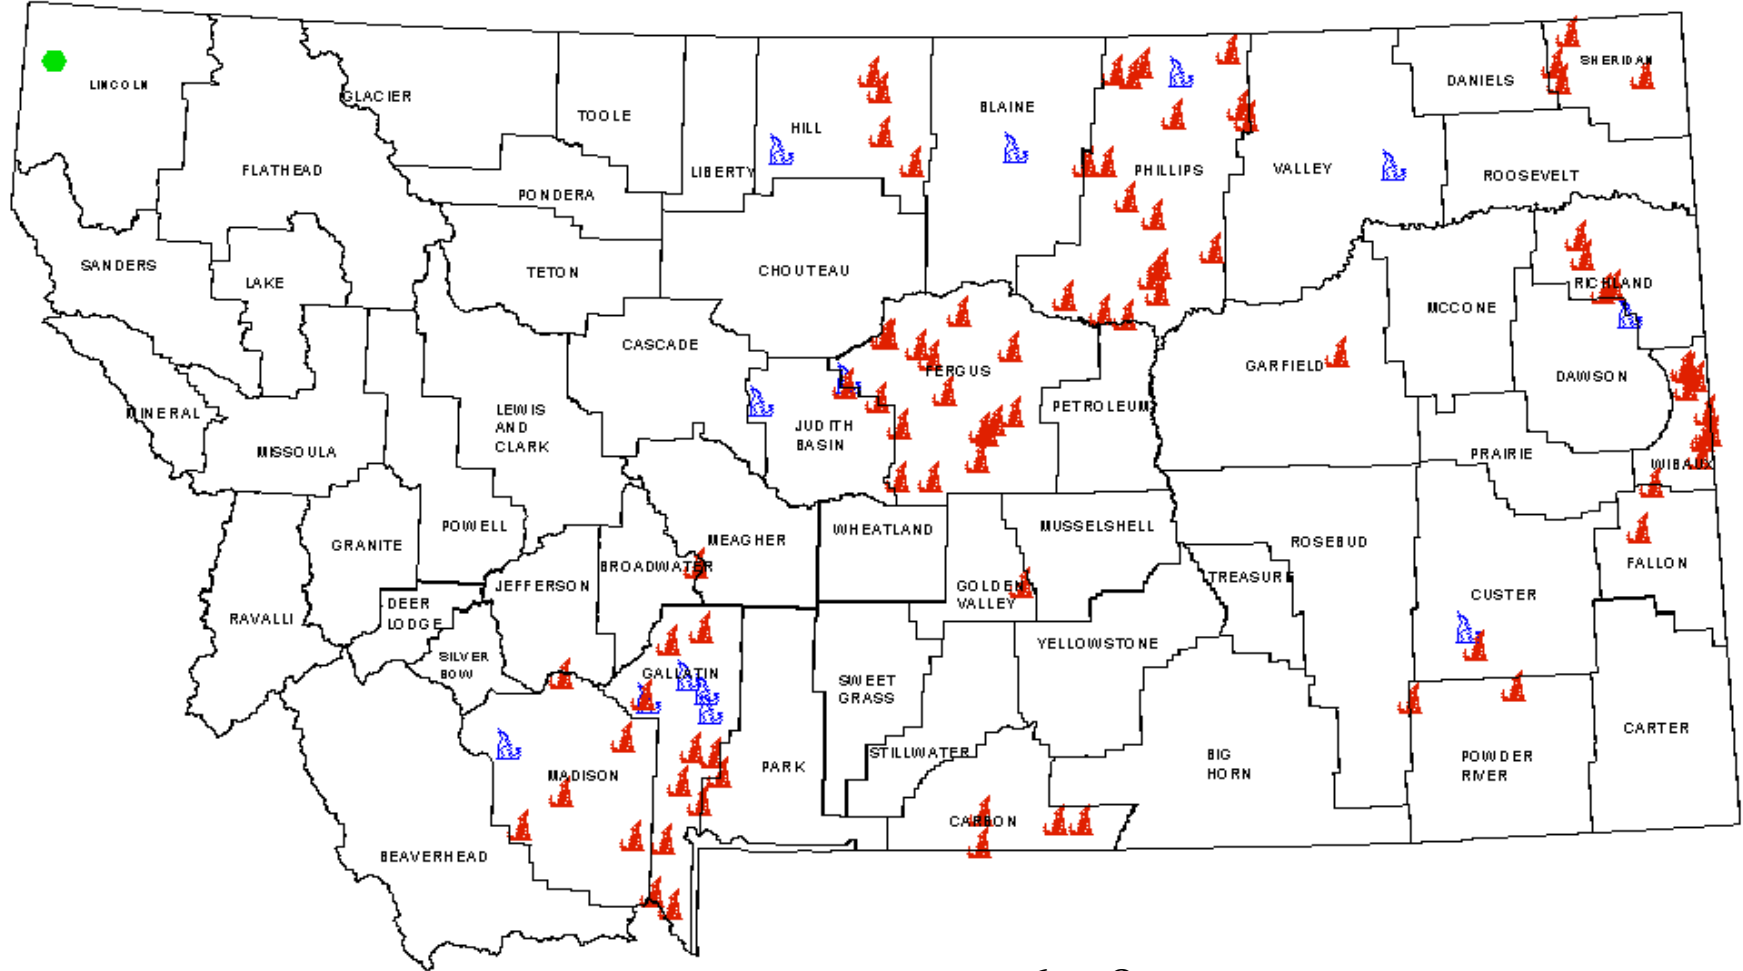 LINCOLN
GLACIER
TOOLE
LIBERTY
HILL
BLAINE
PHILLIPS
VALLEY
DANIELS
SHERIDAN
ROOSEVELT
FLATHEAD
PONDERA
SANDERS
LAKE
TETON
CHOUTEAU
RICHLAND
MCCONE
CASCADE
FERGUS
GARFIELD
DAWSON
MINERAL
LEWIS
AND
CLARK
JUDITH
BASIN
PETROLEUM
MISSOULA
PRAIRIE
WIBAUX
POWELL
GRANITE
MEAGHER
WHEATLAND
MUSSELSHELL
ROSEBUD
TREASURE
FALLON
CUSTER
JEFFERSON
BROADWATER
GOLDEN
VALLEY
DEER
LODGE
RAVALLI
SILVER
BOW
GALLATIN
SWEET
GRASS
YELLOWSTONE
STILLWATER
CARTER
MADISON
PARK
BIG
HORN
POWDER
RIVER
CARBON
BEAVERHEAD